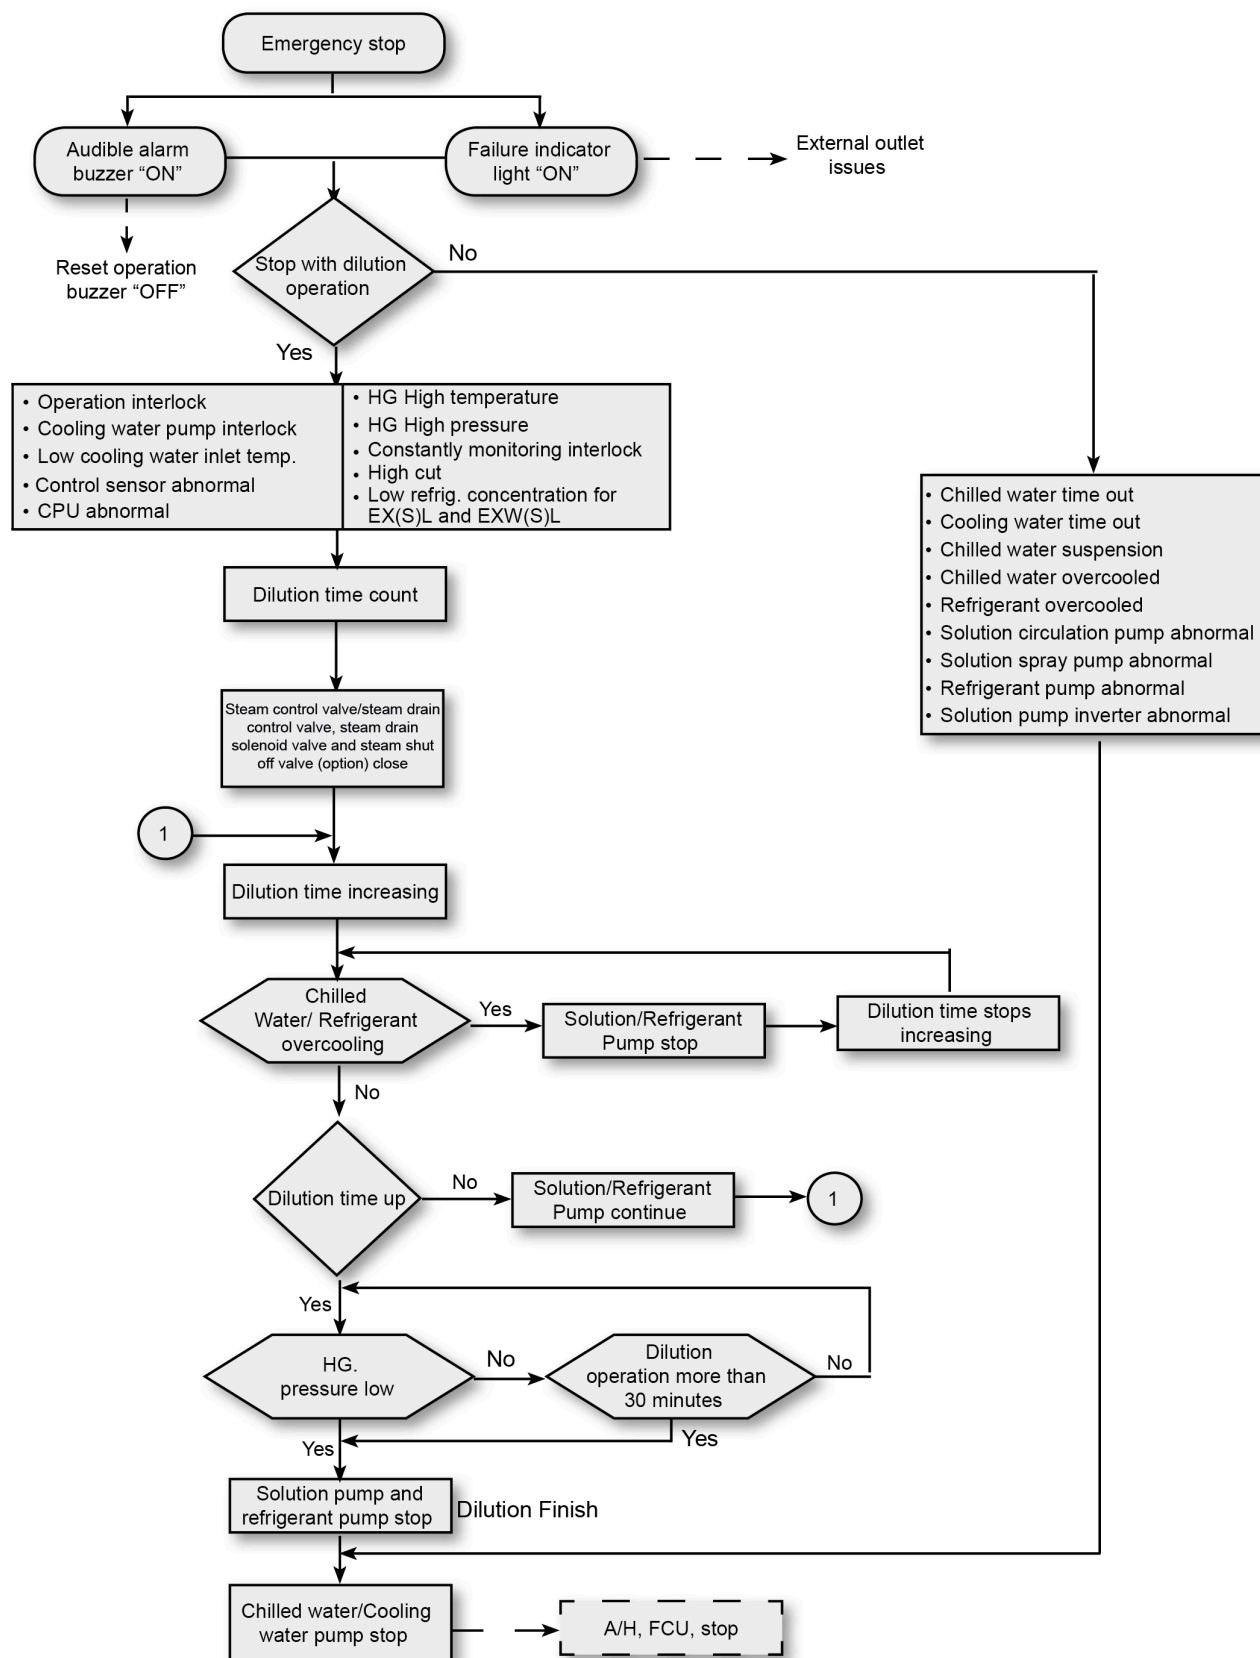 Emergency stop
Audible alarm
buzzer “ON”
Failure indicator
light “ON”
External outlet
issues
Reset operation
buzzer “OFF”
Stop with dilution
operation
No
Yes
• Operation interlock
• Cooling water pump interlock
• Low cooling water inlet temp.
• Control sensor abnormal
• CPU abnormal
• HG High temperature
• HG High pressure
• Constantly monitoring interlock
• High cut
• Low refrig. concentration for
EX(S)L and EXW(S)L
• Chilled water time out
• Cooling water time out
• Chilled water suspension
• Chilled water overcooled
• Refrigerant overcooled
• Solution circulation pump abnormal
• Solution spray pump abnormal
• Refrigerant pump abnormal
• Solution pump inverter abnormal
Dilution time count
Steam control valve/steam drain
control valve, steam drain
solenoid valve and steam shut
off valve (option) close
1
Dilution time increasing
Chilled
Water/ Refrigerant
overcooling
Yes
Solution/Refrigerant
Pump stop
Dilution time stops
increasing
No
Dilution time up
No
Solution/Refrigerant
Pump continue
1
Yes
HG.
pressure low
No
Dilution
operation more than
30 minutes
No
Yes
Yes
Solution pump and
refrigerant pump stop
Dilution Finish
Chilled water/Cooling
water pump stop
A/H, FCU, stop